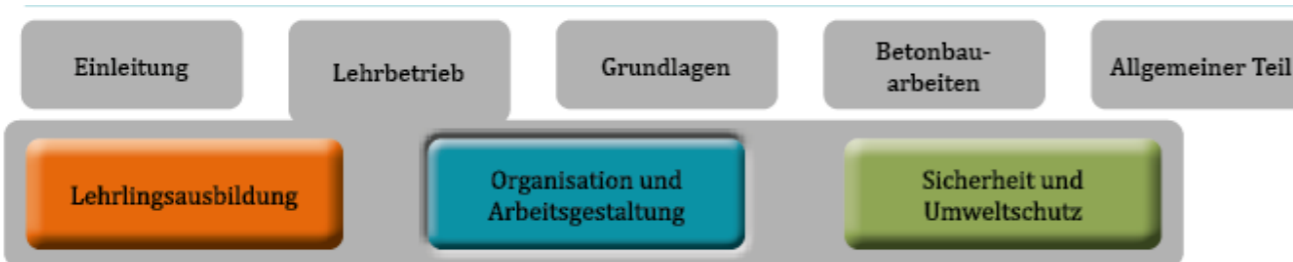 Einleitung
Lehrbetrieb
Grundlagen
Betonbau-
arbeiten
Allgemeiner Teil
Lehrlingsausbildung
Organisation und
Arbeitsgestaltung
Sicherheit und
Umweltschutz